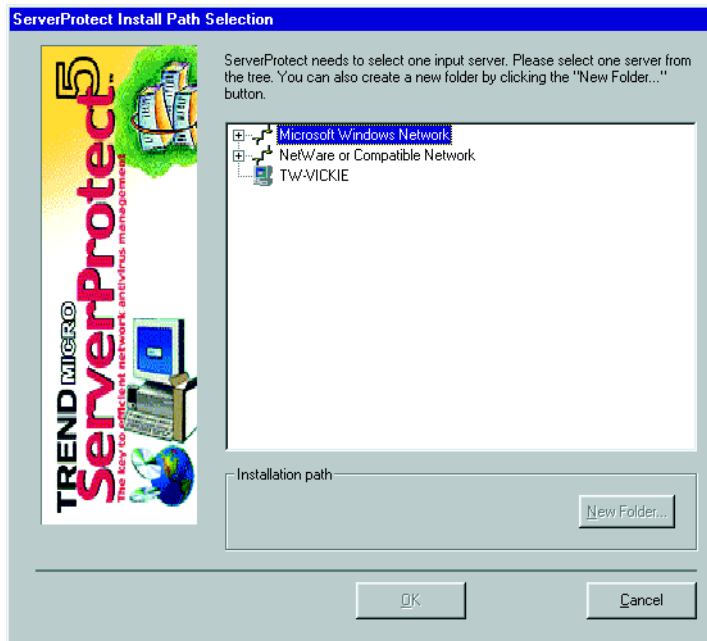 ServerProtect Install Path Selection
TREND MICRO
ServerProtect 5™
The key to efficient network antivirus management
ServerProtect needs to select one input server. Please select one server from
the tree. You can also create a new folder by clicking the "New Folder..."
button.
Microsoft Windows Network
NetWare or Compatible Network
TW-VICKIE
Installation path
New Folder...
OK
Cancel